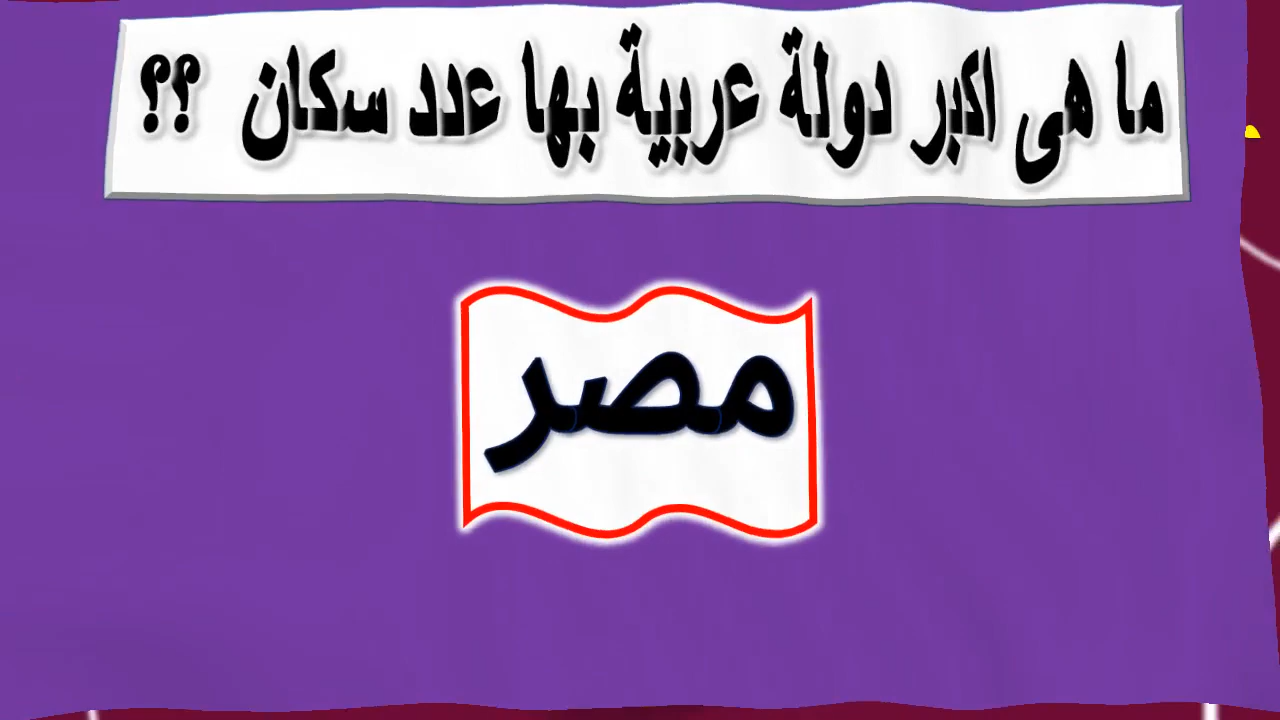 ما هى اكبر دولة عربية بها عدد سكان ؟؟
مصر